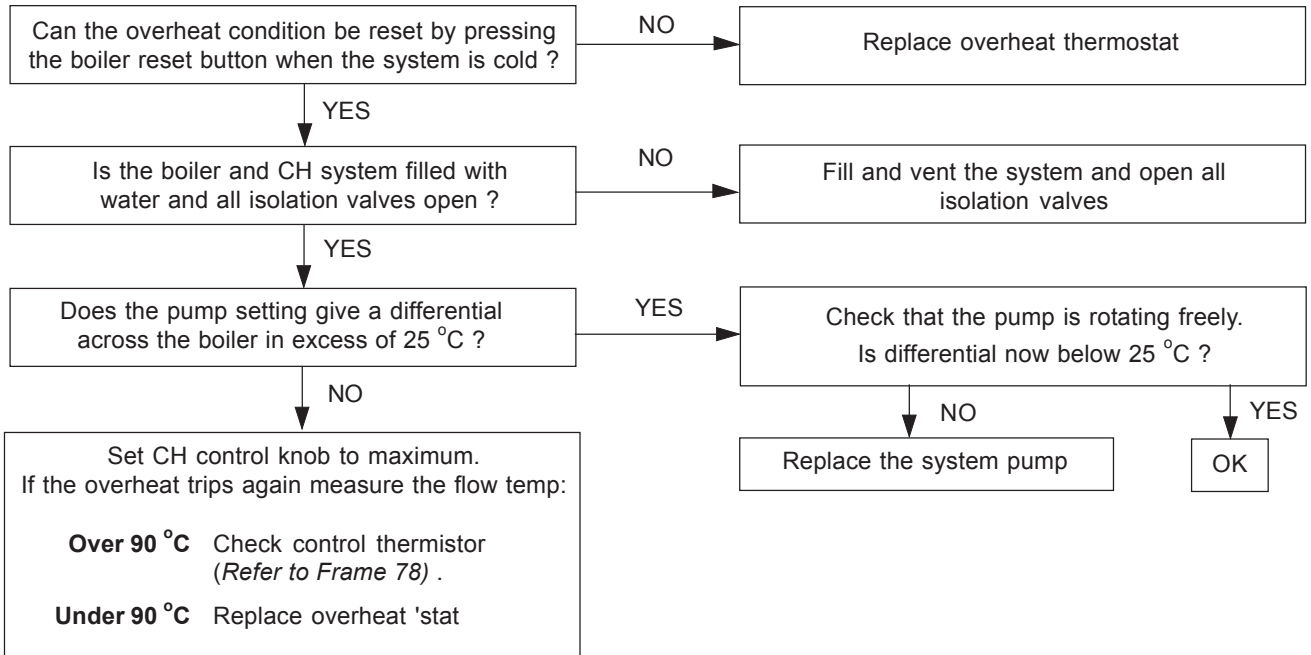 Can the overheat condition be reset by pressing
the boiler reset button when the system is cold ?
NO
Replace overheat thermostat
YES
Is the boiler and CH system filled with
water and all isolation valves open ?
NO
Fill and vent the system and open all
isolation valves
YES
Does the pump setting give a differential
across the boiler in excess of 25 °C ?
YES
Check that the pump is rotating freely.
Is differential now below 25 °C ?
NO
Replace the system pump
YES
OK
NO
Set CH control knob to maximum.
If the overheat trips again measure the flow temp:
Over 90 °C Check control thermistor
(Refer to Frame 78) .
Under 90 °C Replace overheat 'stat